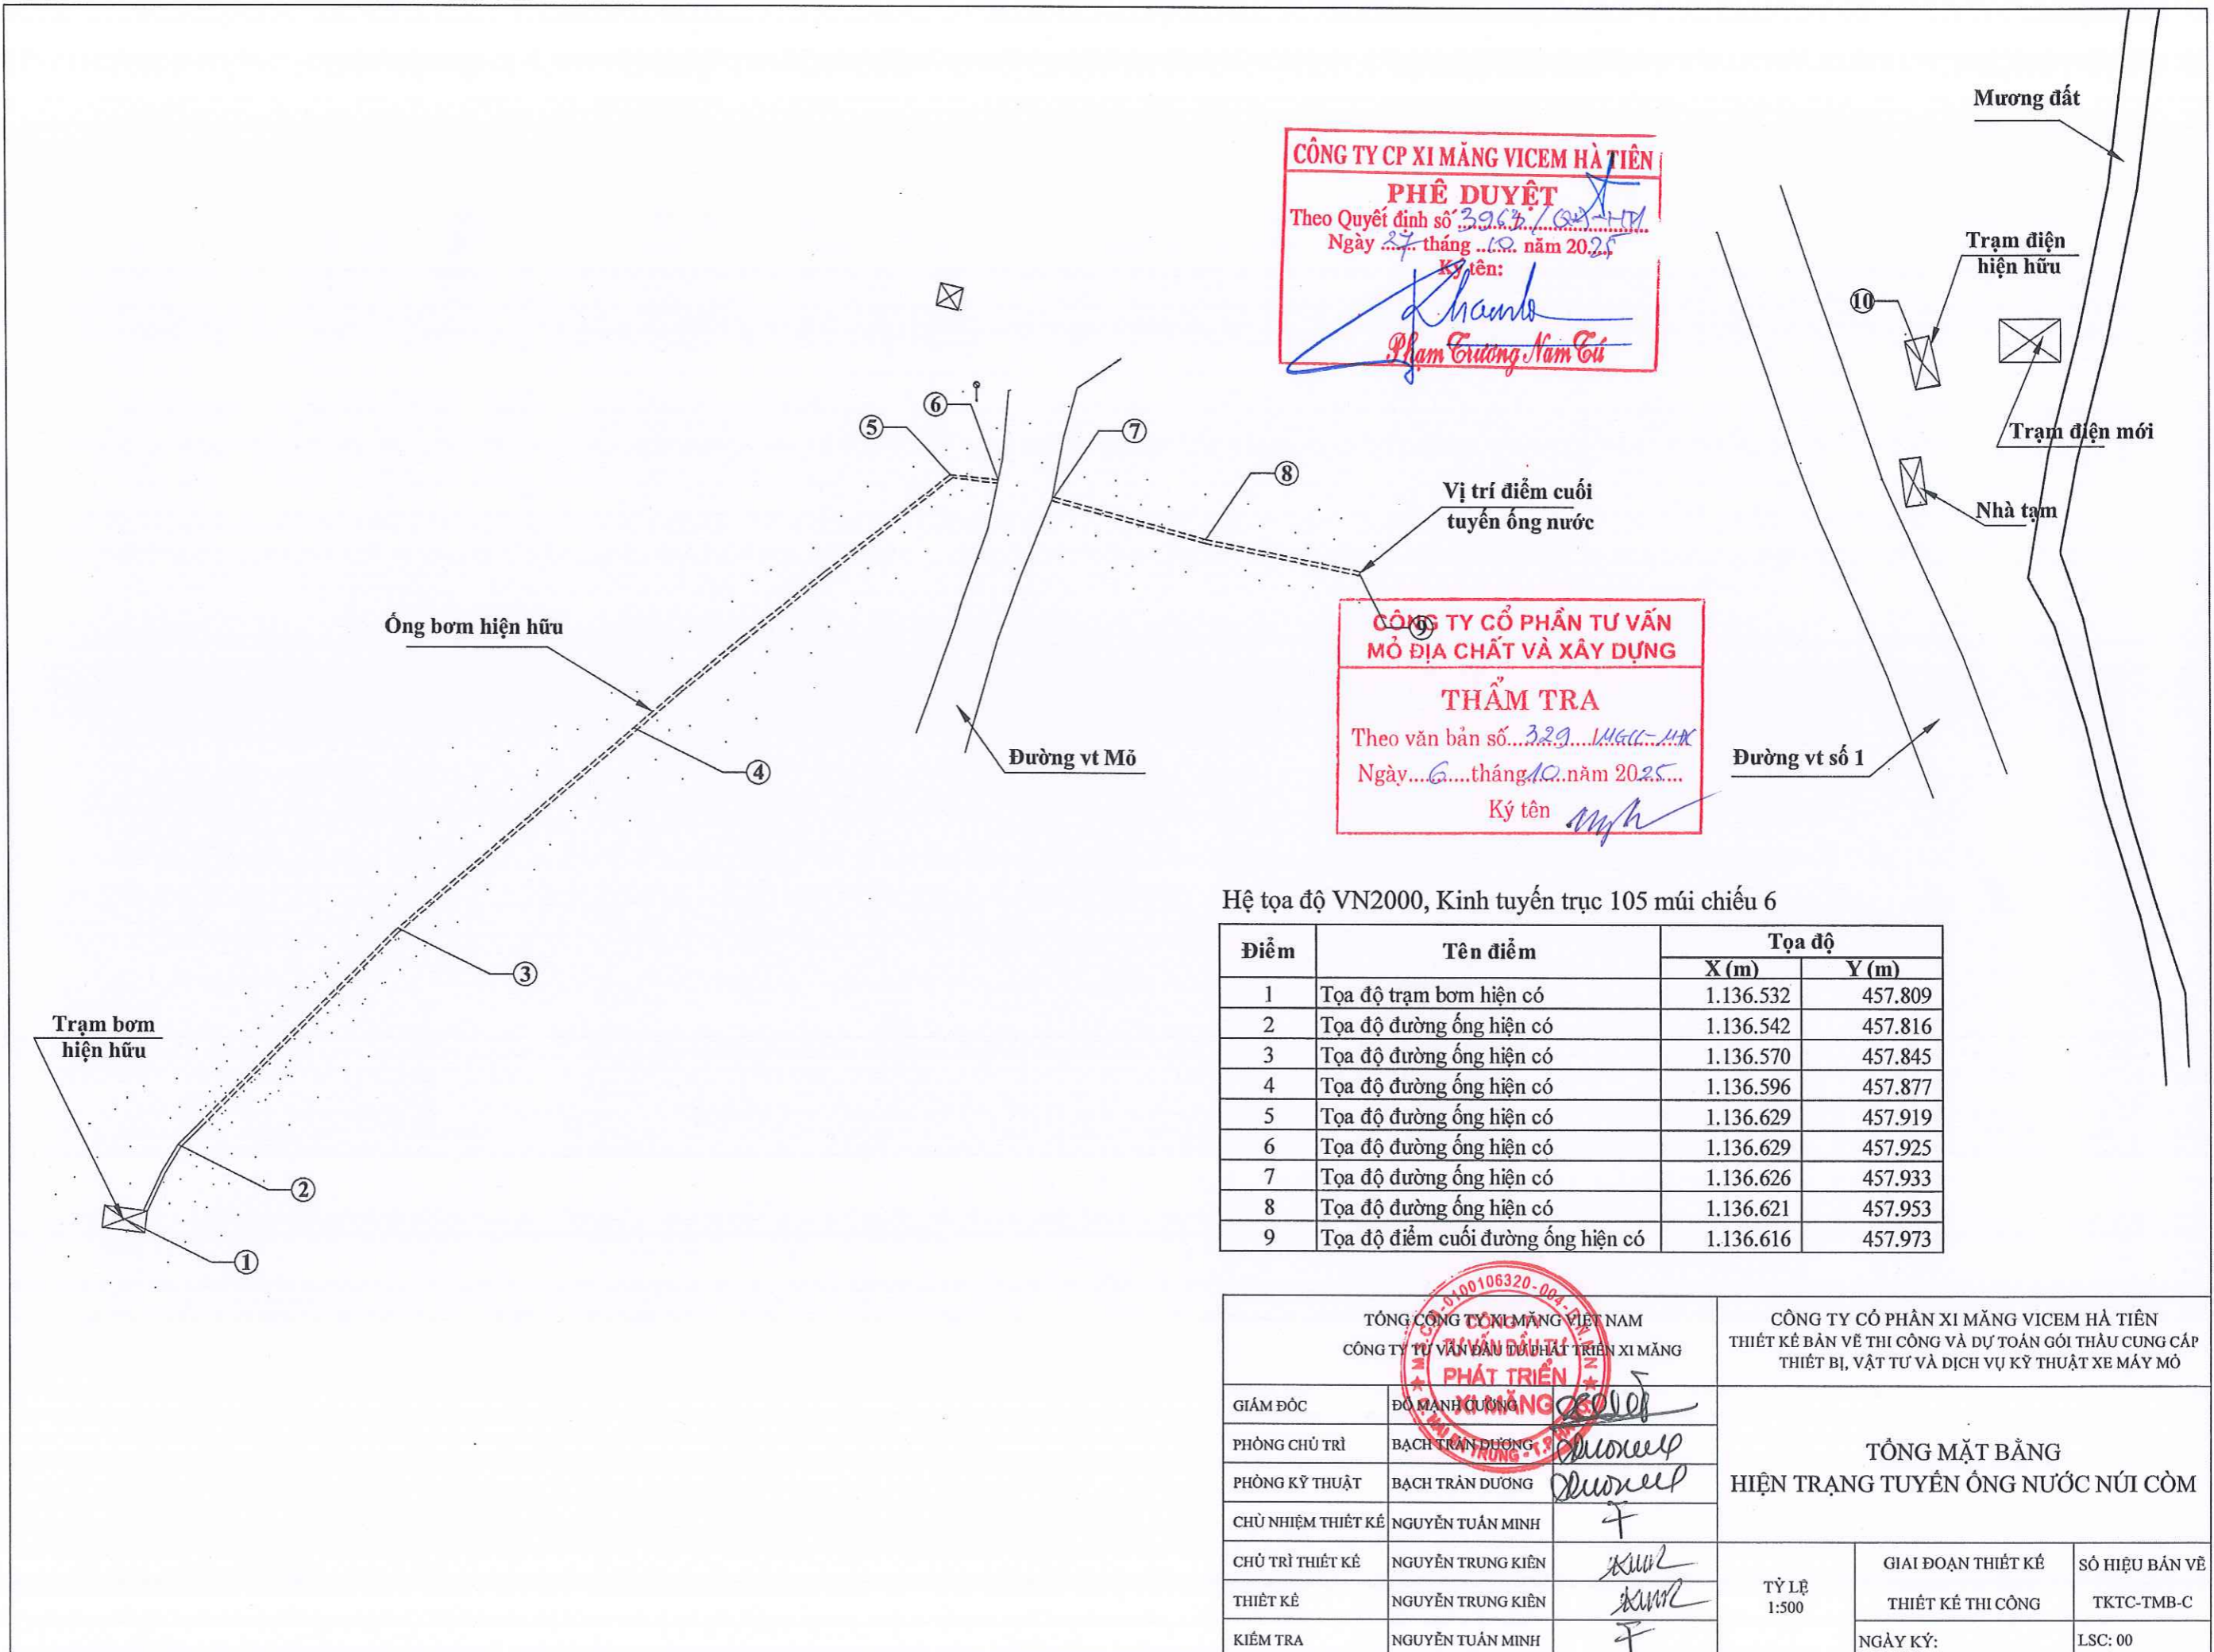 Mương đất
CÔNG TY CP XI MĂNG VICEM HÀ TIÊN
PHÊ DUYỆT
Theo Quyết định số 3963/QĐ-HT1
Ngày 27 tháng 10 năm 2025
Ký tên:
Phạm Trương Nam Tú
Trạm điện
hiện hữu
10
Trạm điện mới
Nhà tạm
6
5
7
8
Vị trí điểm cuối
tuyến ống nước
9
Ống bơm hiện hữu
4
Đường vt Mỏ
CÔNG TY CỔ PHẦN TƯ VẤN
MỎ ĐỊA CHẤT VÀ XÂY DỰNG
THẨM TRA
Theo văn bản số 329
Ngày 6 tháng 10 năm 2025
Ký tên
Đường vt số 1
3
Trạm bơm
hiện hữu
2
1
Hệ tọa độ VN2000, Kinh tuyến trục 105 múi chiếu 6
Điểm Tên điểm Tọa độ
X (m) Y (m)
1 Tọa độ trạm bơm hiện có 1.136.532 457.809
2 Tọa độ đường ống hiện có 1.136.542 457.816
3 Tọa độ đường ống hiện có 1.136.570 457.845
4 Tọa độ đường ống hiện có 1.136.596 457.877
5 Tọa độ đường ống hiện có 1.136.629 457.919
6 Tọa độ đường ống hiện có 1.136.629 457.925
7 Tọa độ đường ống hiện có 1.136.626 457.933
8 Tọa độ đường ống hiện có 1.136.621 457.953
9 Tọa độ điểm cuối đường ống hiện có 1.136.616 457.973
TỔNG CÔNG TY XI MĂNG VIỆT NAM
CÔNG TY TƯ VẤN ĐẦU TƯ PHÁT TRIỂN XI MĂNG
M.S.C.N:0100106320-004-
CÔNG TY
TƯ VẤN ĐẦU TƯ
PHÁT TRIỂN
XI MĂNG
CÔNG TY CỔ PHẦN XI MĂNG VICEM HÀ TIÊN
THIẾT KẾ BẢN VẼ THI CÔNG VÀ DỰ TOÁN GÓI THẦU CUNG CẤP
THIẾT BỊ, VẬT TƯ VÀ DỊCH VỤ KỸ THUẬT XE MÁY MỎ
GIÁM ĐỐC ĐỖ MẠNH CƯỜNG
PHÒNG CHỦ TRÌ BẠCH TRẦN DƯƠNG
PHÒNG KỸ THUẬT BẠCH TRẦN DƯƠNG
CHỦ NHIỆM THIẾT KẾ NGUYỄN TUẤN MINH
CHỦ TRÌ THIẾT KẾ NGUYỄN TRUNG KIÊN
THIẾT KẾ NGUYỄN TRUNG KIÊN
KIỂM TRA NGUYỄN TUẤN MINH
TỔNG MẶT BẰNG
HIỆN TRẠNG TUYẾN ỐNG NƯỚC NÚI CÒM
TỶ LỆ
1:500
GIAI ĐOẠN THIẾT KẾ
THIẾT KẾ THI CÔNG
NGÀY KÝ:
SỐ HIỆU BẢN VẼ
TKTC-TMB-C
LSC: 00